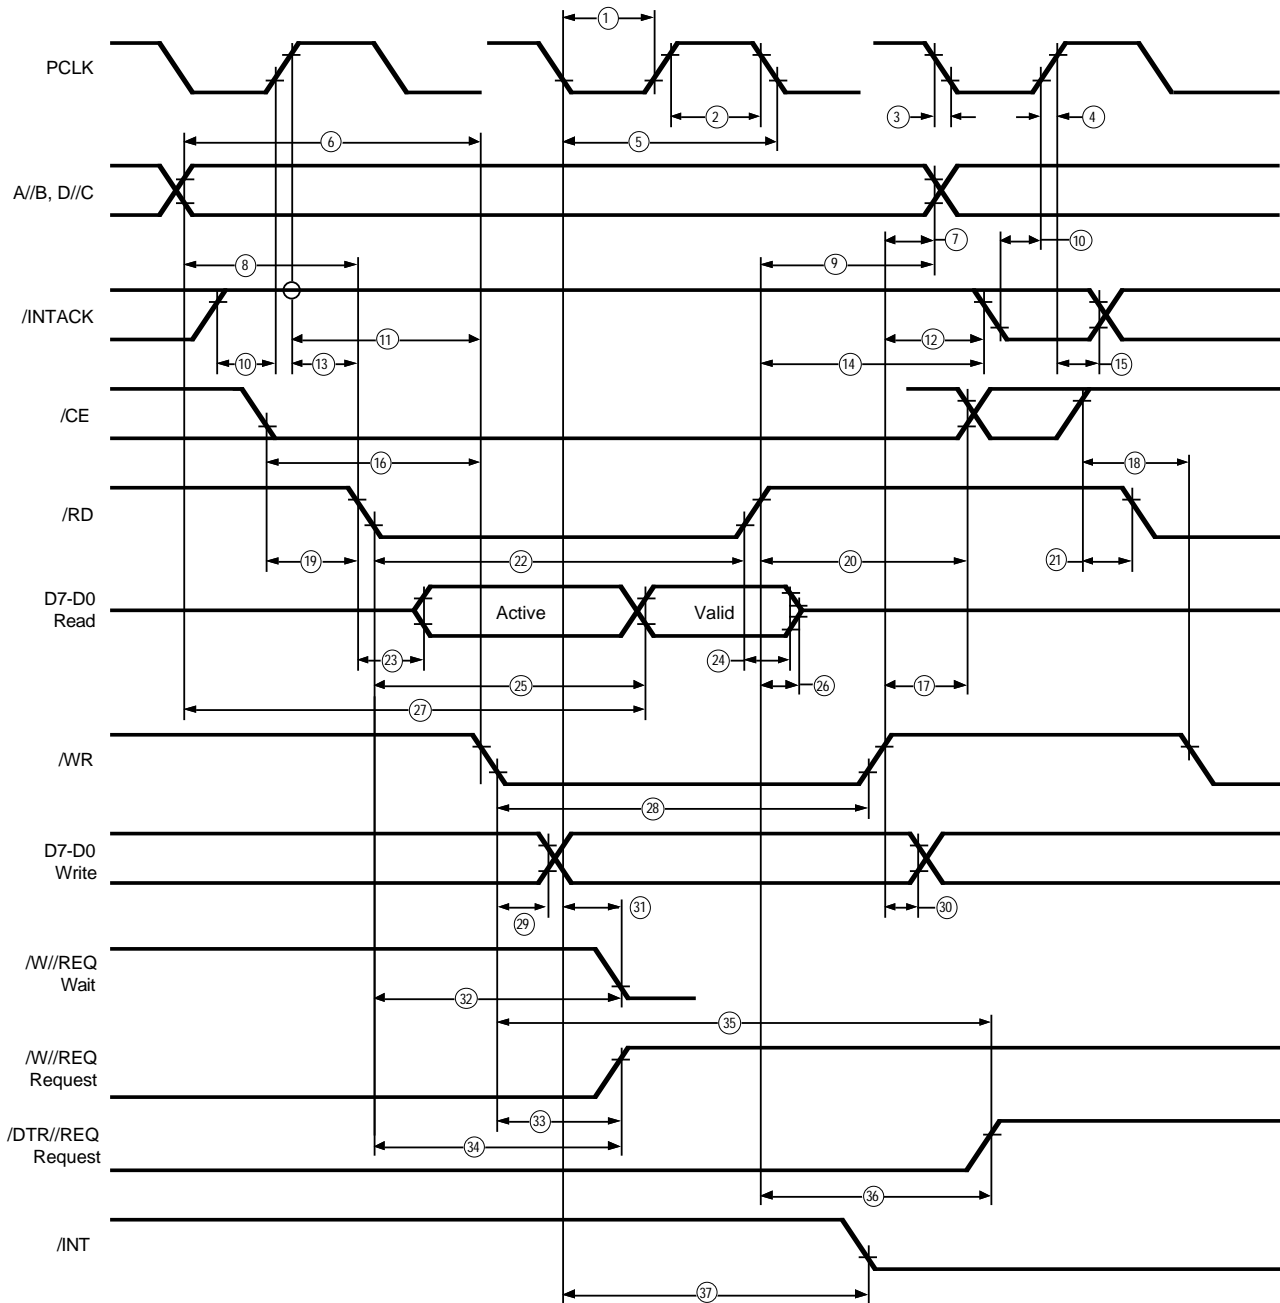 1
PCLK
3
2
4
6
5
A//B, D//C
7
10
8
9
/INTACK
11
12
10
13
14
15
/CE
16
18
/RD
19
22
20
21
D7-D0
Read
Active
Valid
23
24
25
26
17
27
/WR
28
D7-D0
Write
29
31
30
/W//REQ
Wait
32
35
/W//REQ
Request
33
/DTR//REQ
Request
34
36
/INT
37